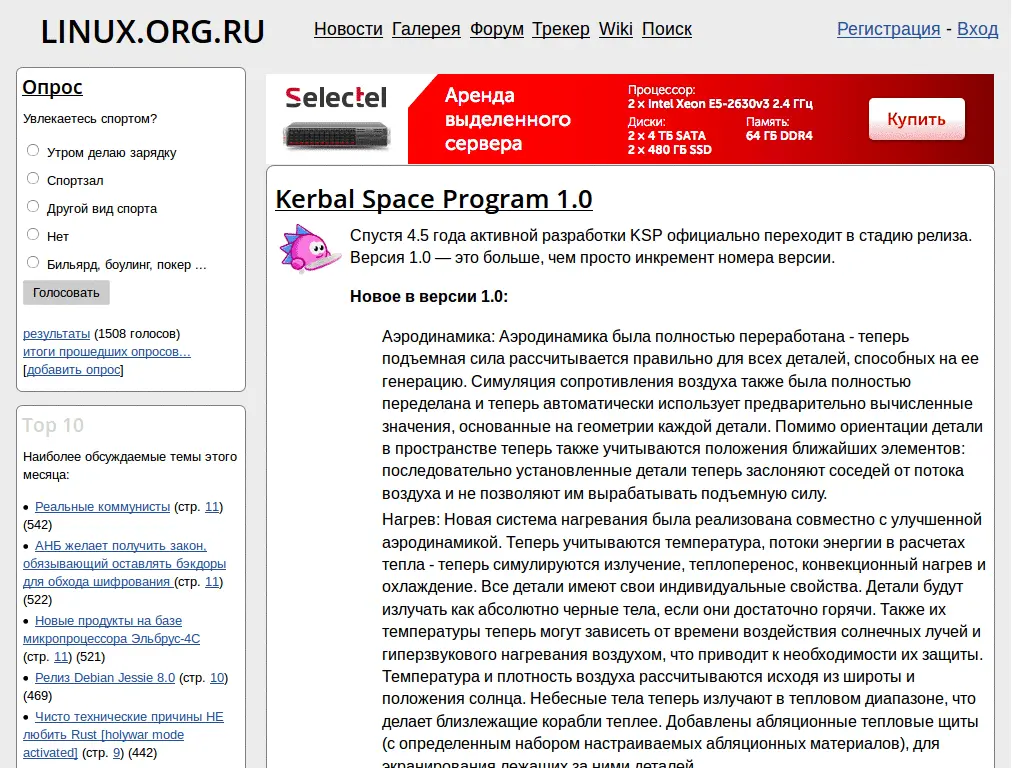 LINUX.ORG.RU
Новости Галерея Форум Трекер Wiki Поиск
Регистрация - Вход
Опрос
Увлекаетесь спортом?
Утром делаю зарядку
Спортзал
Другой вид спорта
Нет
Бильярд, боулинг, покер ...
Голосовать
результаты (1508 голосов)
итоги прошедших опросов...
[добавить опрос]
Top 10
Наиболее обсуждаемые темы этого
месяца:
• Реальные коммунисты (стр. 11)
(542)
• АНБ желает получить закон,
обязывающий оставлять бэкдоры
для обхода шифрования (стр. 11)
(522)
• Новые продукты на базе
микропроцессора Эльбрус-4С
(стр. 11) (521)
• Релиз Debian Jessie 8.0 (стр. 10)
(469)
• Чисто технические причины НЕ
любить Rust [holywar mode
activated] (стр. 9) (442)
Selectel
Аренда
выделенного
сервера
Процессор:
2 x Intel Xeon E5-2630v3 2.4 ГГц
Диски:
2 x 4 ТБ SATA
2 x 480 ГБ SSD
Память:
64 ГБ DDR4
Купить
Kerbal Space Program 1.0
Спустя 4.5 года активной разработки KSP официально переходит в стадию релиза.
Версия 1.0 — это больше, чем просто инкремент номера версии.
Новое в версии 1.0:
Аэродинамика: Аэродинамика была полностью переработана - теперь
подъемная сила рассчитывается правильно для всех деталей, способных на ее
генерацию. Симуляция сопротивления воздуха также была полностью
переделана и теперь автоматически использует предварительно вычисленные
значения, основанные на геометрии каждой детали. Помимо ориентации детали
в пространстве теперь также учитываются положения ближайших элементов:
последовательно установленные детали теперь заслоняют соседей от потока
воздуха и не позволяют им вырабатывать подъемную силу.
Нагрев: Новая система нагревания была реализована совместно с улучшенной
аэродинамикой. Теперь учитываются температура, потоки энергии в расчетах
тепла - теперь симулируются излучение, теплоперенос, конвекционный нагрев и
охлаждение. Все детали имеют свои индивидуальные свойства. Детали будут
излучать как абсолютно черные тела, если они достаточно горячи. Также их
температуры теперь могут зависеть от времени воздействия солнечных лучей и
гиперзвукового нагревания воздухом, что приводит к необходимости их защиты.
Температура и плотность воздуха рассчитываются исходя из широты и
положения солнца. Небесные тела теперь излучают в тепловом диапазоне, что
делает близлежащие корабли теплее. Добавлены абляционные тепловые щиты
(с определенным набором настраиваемых абляционных материалов), для
экранирования лежащих за ними деталей.